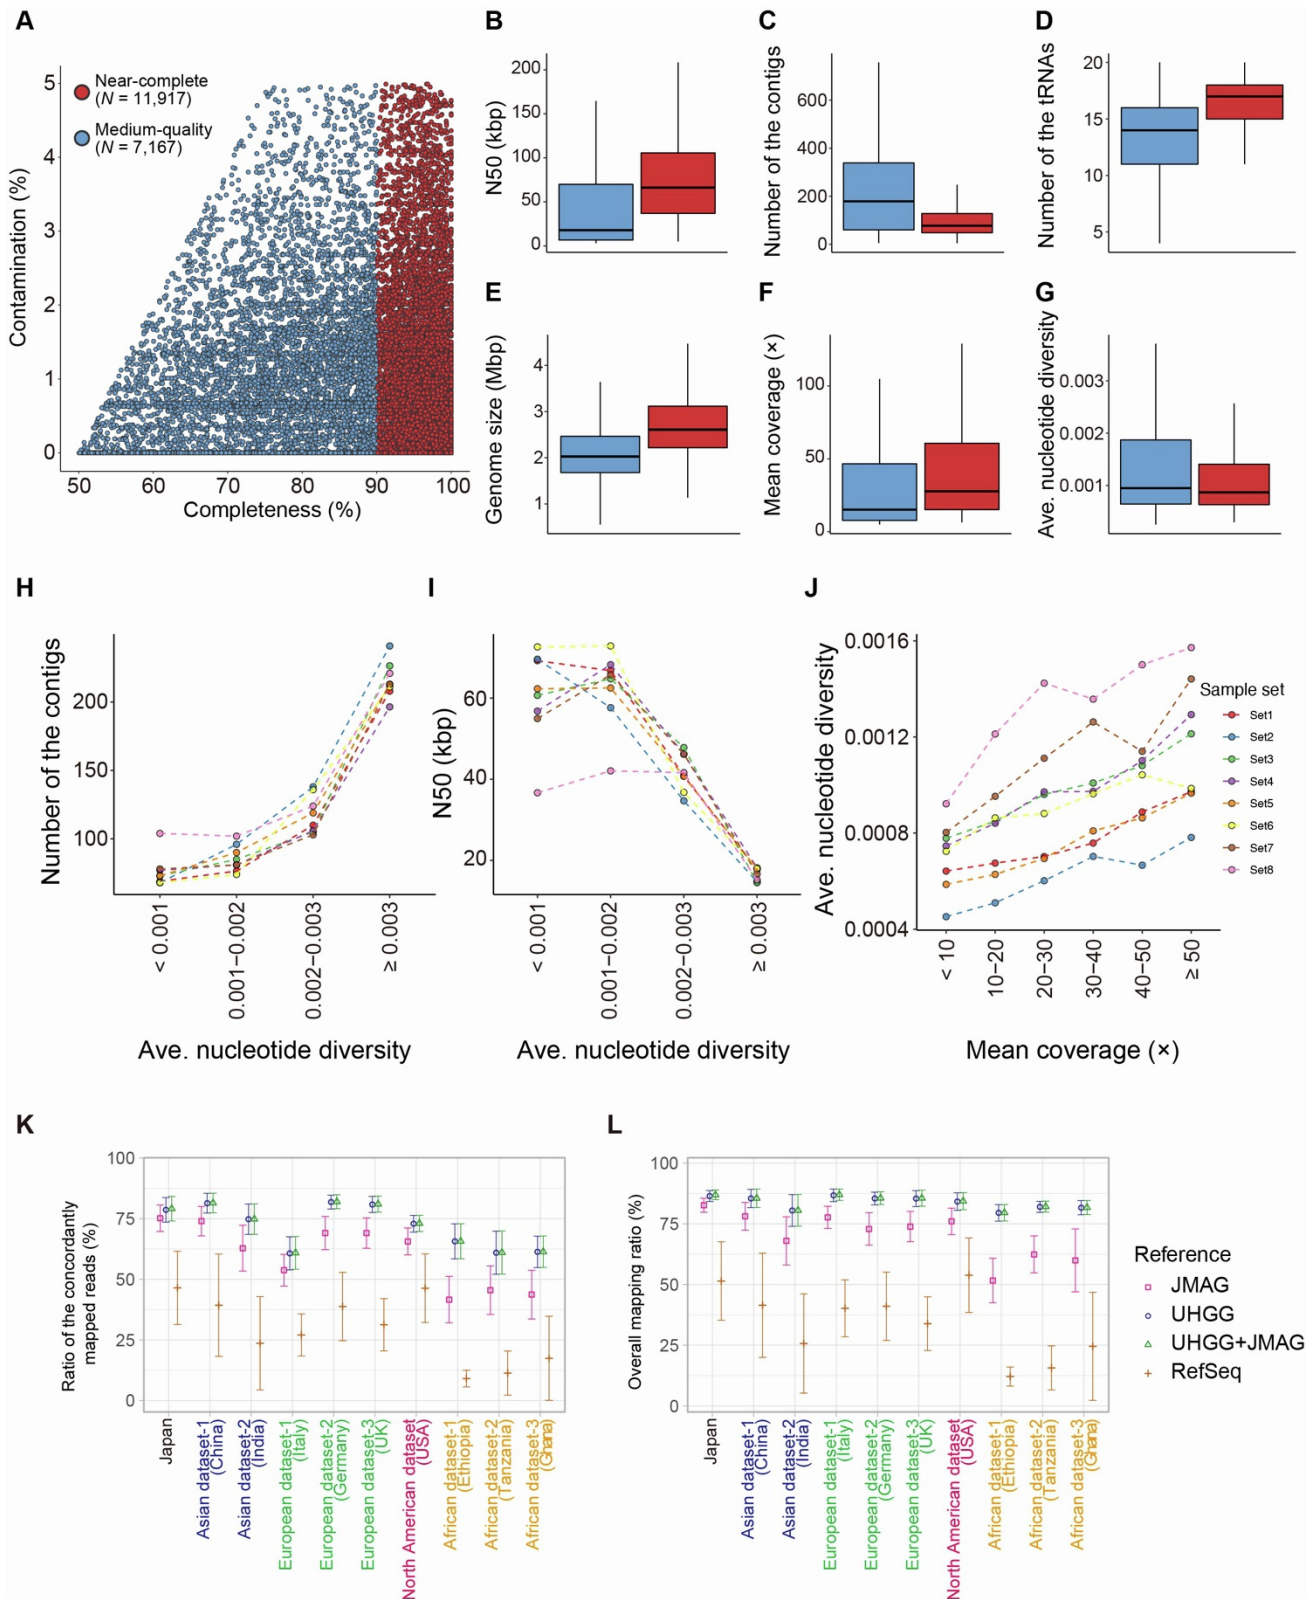 A
Contamination (%)
5
4
3
2
1
0
Near-complete
(N = 11,917)
Medium-quality
(N = 7,167)
50 60 70 80 90 100
Completeness (%)
B
N50 (kbp)
200
150
100
50
0
C
Number of the contigs
600
400
200
0
D
Number of the tRNAs
20
15
10
5
E
Genome size (Mbp)
4
3
2
1
F
Mean coverage (×)
100
50
0
G
Ave. nucleotide diversity
0.003
0.002
0.001
H
Number of the contigs
200
150
100
< 0.001
0.001−0.002
0.002−0.003
≥ 0.003
Ave. nucleotide diversity
I
N50 (kbp)
60
40
20
< 0.001
0.001−0.002
0.002−0.003
≥ 0.003
Ave. nucleotide diversity
J
Ave. nucleotide diversity
0.0016
0.0012
0.0008
0.0004
< 10
10−20
20−30
30−40
40−50
≥ 50
Mean coverage (×)
Sample set
Set1
Set2
Set3
Set4
Set5
Set6
Set7
Set8
K
Ratio of the concordantly
mapped reads (%)
100
75
50
25
0
Japan
Asian dataset-1
(China)
Asian dataset-2
(India)
European dataset-1
(Italy)
European dataset-2
(Germany)
European dataset-3
(UK)
North American dataset
(USA)
African dataset-1
(Ethiopia)
African dataset-2
(Tanzania)
African dataset-3
(Ghana)
L
Overall mapping ratio (%)
100
75
50
25
0
Japan
Asian dataset-1
(China)
Asian dataset-2
(India)
European dataset-1
(Italy)
European dataset-2
(Germany)
European dataset-3
(UK)
North American dataset
(USA)
African dataset-1
(Ethiopia)
African dataset-2
(Tanzania)
African dataset-3
(Ghana)
Reference
JMAG
UHGG
UHGG+JMAG
RefSeq